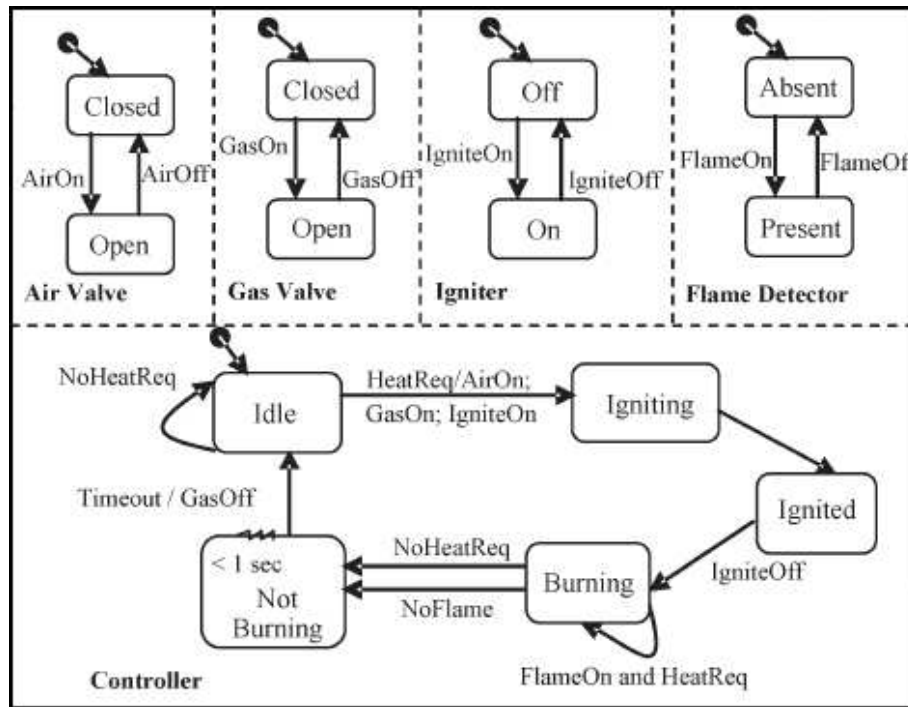 Closed
AirOn
AirOff
Open
Air Valve
Closed
GasOn
GasOff
Open
Gas Valve
Off
IgniteOn
IgniteOff
On
Igniter
Absent
FlameOn
FlameOf
Present
Flame Detector
NoHeatReq
Idle
HeatReq/AirOn;
GasOn; IgniteOn
Igniting
Ignited
IgniteOff
Timeout / GasOff
< 1 sec
Not
Burning
NoHeatReq
NoFlame
Burning
FlameOn and HeatReq
Controller